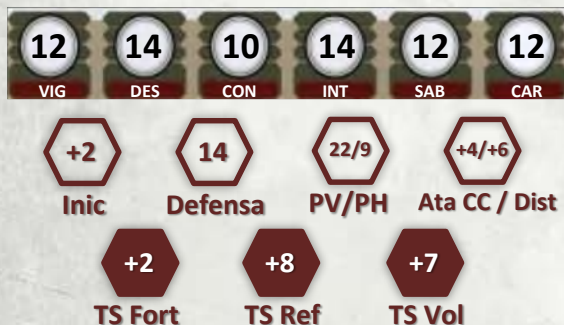 12 14 10 14 12 12
VIG DES CON INT SAB CAR
+2 14 22/9 +4/+6
Inic Defensa PV/PH Ata CC / Dist
+2 +8 +7
TS Fort TS Ref TS Vol